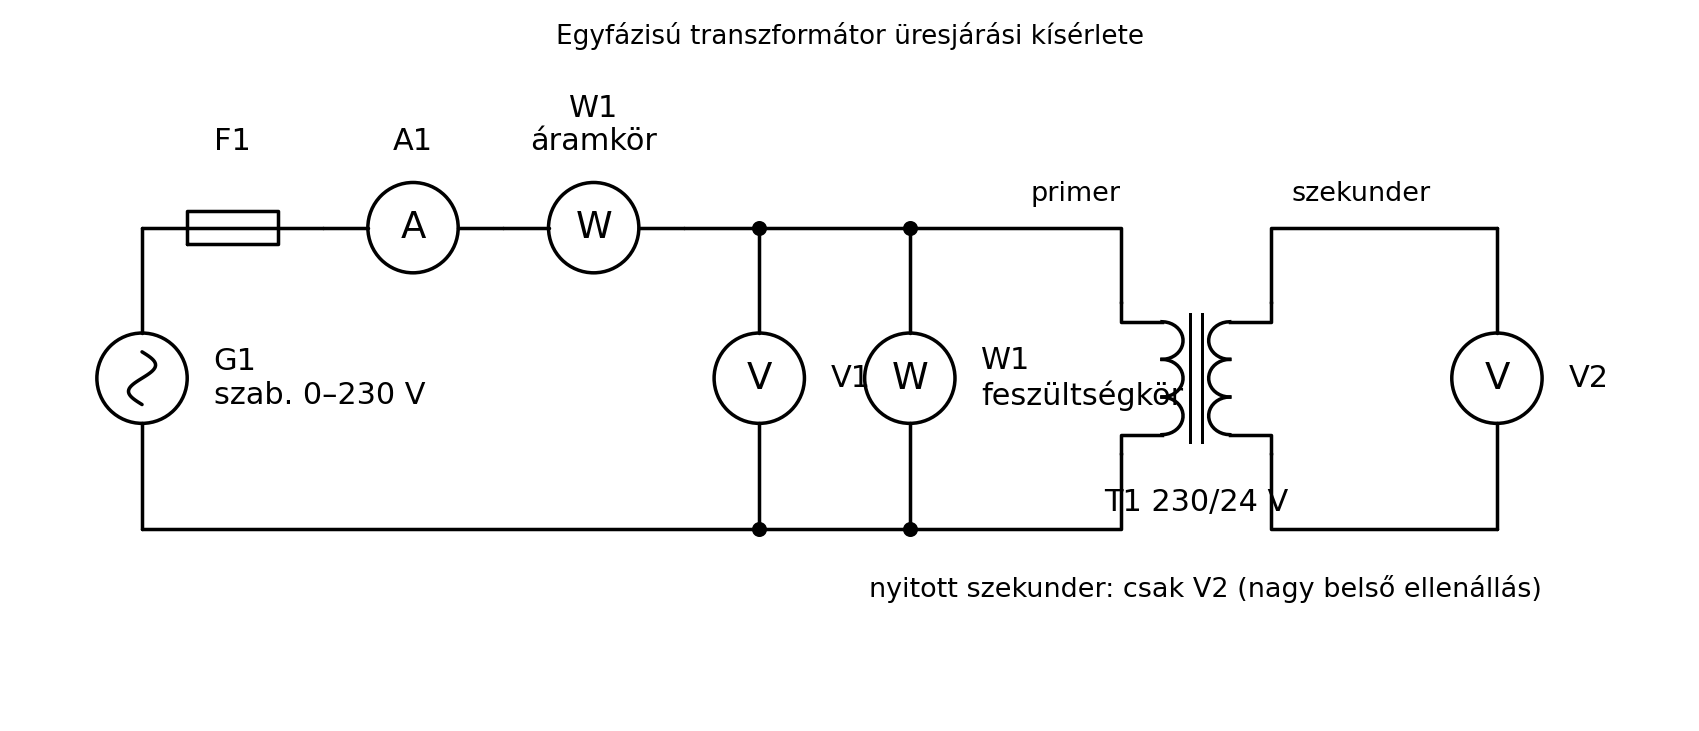 Egyfázisú transzformátor üresjárási kísérlete
F1
A1
W1
áramkör
A
W
primer
szekunder
G1
szab. 0–230 V
V
V1
W
W1
feszültségkör
V
V2
T1 230/24 V
nyitott szekunder: csak V2 (nagy belső ellenállás)